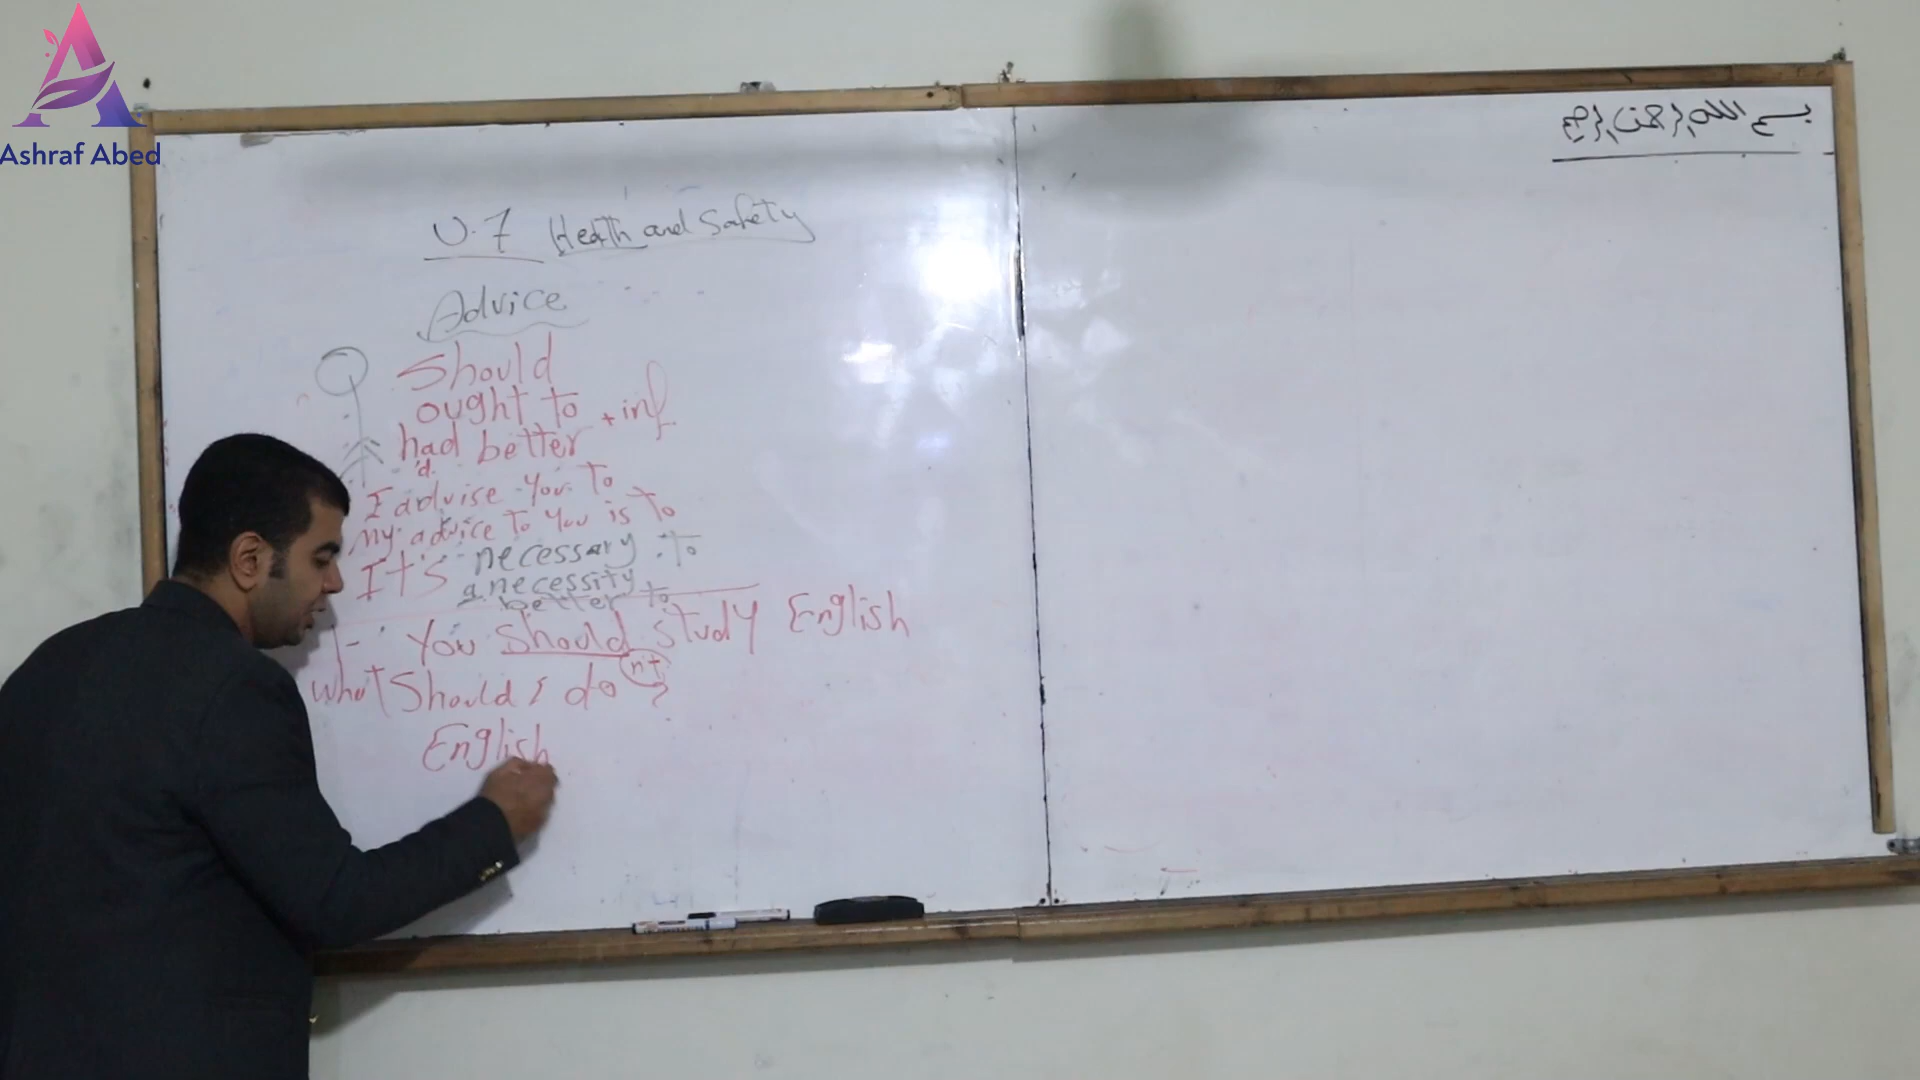 Ashraf Abed
بسم الله الرحمن الرحيم
U.7 Health and Safety
Advice
Should
ought to + inf.
had better
'd
I advise you to
My advice to you is to
It's necessary to
a necessity
better to
1- You should study English
n't
what should I do ?
English